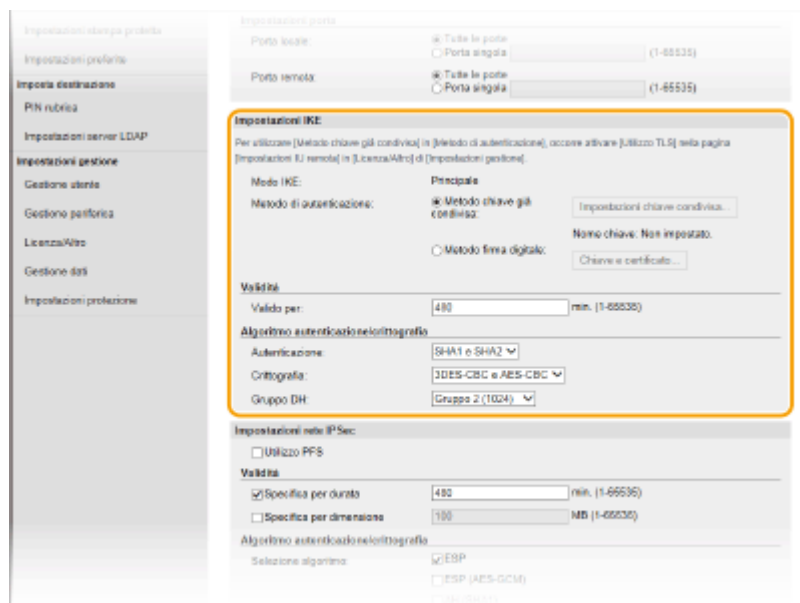 Impostazioni stampa protetta
Impostazioni preferite
Imposta destinazione
PIN rubrica
Impostazioni server LDAP
Impostazioni gestione
Gestione utente
Gestione periferica
Licenza/Altro
Gestione dati
Impostazioni protezione
Impostazioni porta
Porta locale:
Tutte le porte
Porta singola (1-65535)
Porta remota:
Tutte le porte
Porta singola (1-65535)
Impostazioni IKE
Per utilizzare [Metodo chiave già condivisa] in [Metodo di autenticazione], occorre attivare [Utilizzo TLS] nella pagina
[Impostazioni IU remota] in [Licenza/Altro] di [Impostazioni gestione].
Modo IKE: Principale
Metodo di autenticazione: Metodo chiave già
condivisa:
Impostazioni chiave condivisa...
Nome chiave: Non impostato.
Metodo firma digitale:
Chiave e certificato...
Validità
Valido per: 480 min. (1-65535)
Algoritmo autenticazione/crittografia
Autenticazione: SHA1 e SHA2
Crittografia: 3DES-CBC e AES-CBC
Gruppo DH: Gruppo 2 (1024)
Impostazioni rete IPSec
Utilizzo PFS
Validità
Specifica per durata 480 min. (1-65535)
Specifica per dimensione 100 MB (1-65535)
Algoritmo autenticazione/crittografia
Selezione algoritmo: ESP
ESP (AES-GCM)